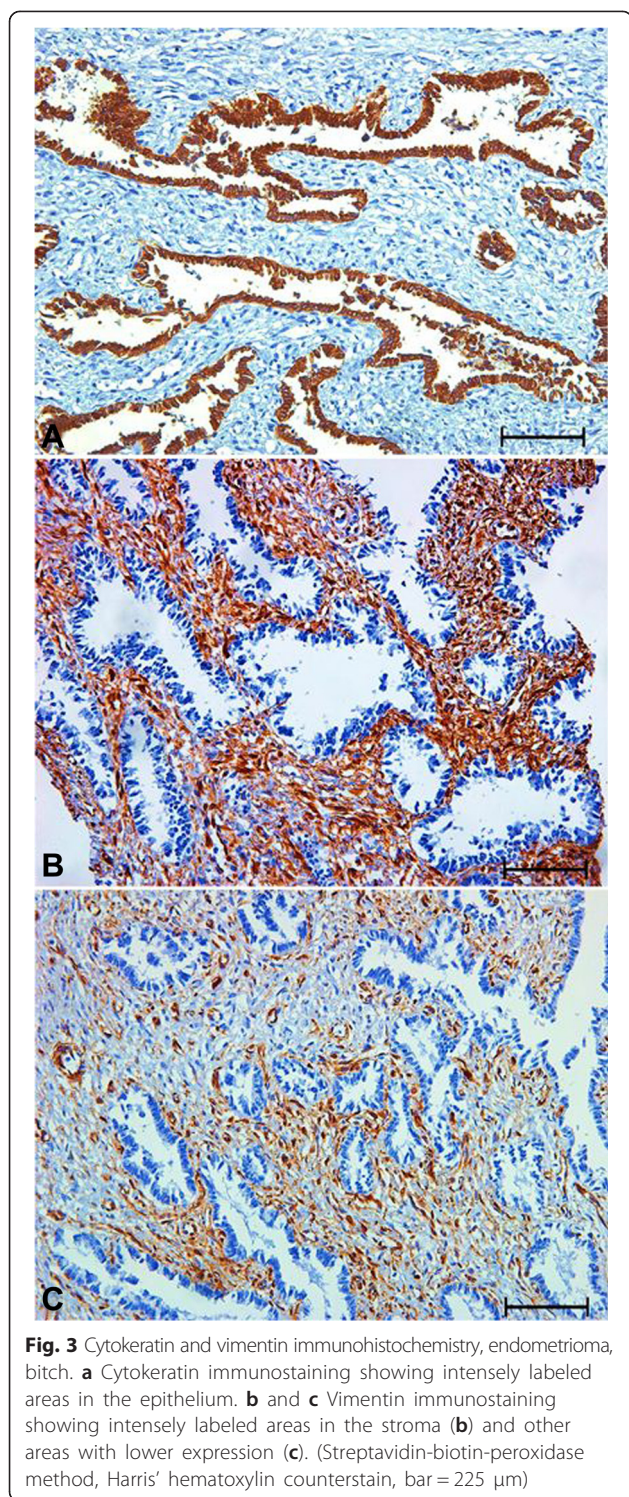 A
B
C
Fig. 3 Cytokeratin and vimentin immunohistochemistry, endometrioma,
bitch. a Cytokeratin immunostaining showing intensely labeled
areas in the epithelium. b and c Vimentin immunostaining
showing intensely labeled areas in the stroma (b) and other
areas with lower expression (c). (Streptavidin-biotin-peroxidase
method, Harris' hematoxylin counterstain, bar = 225 μm)